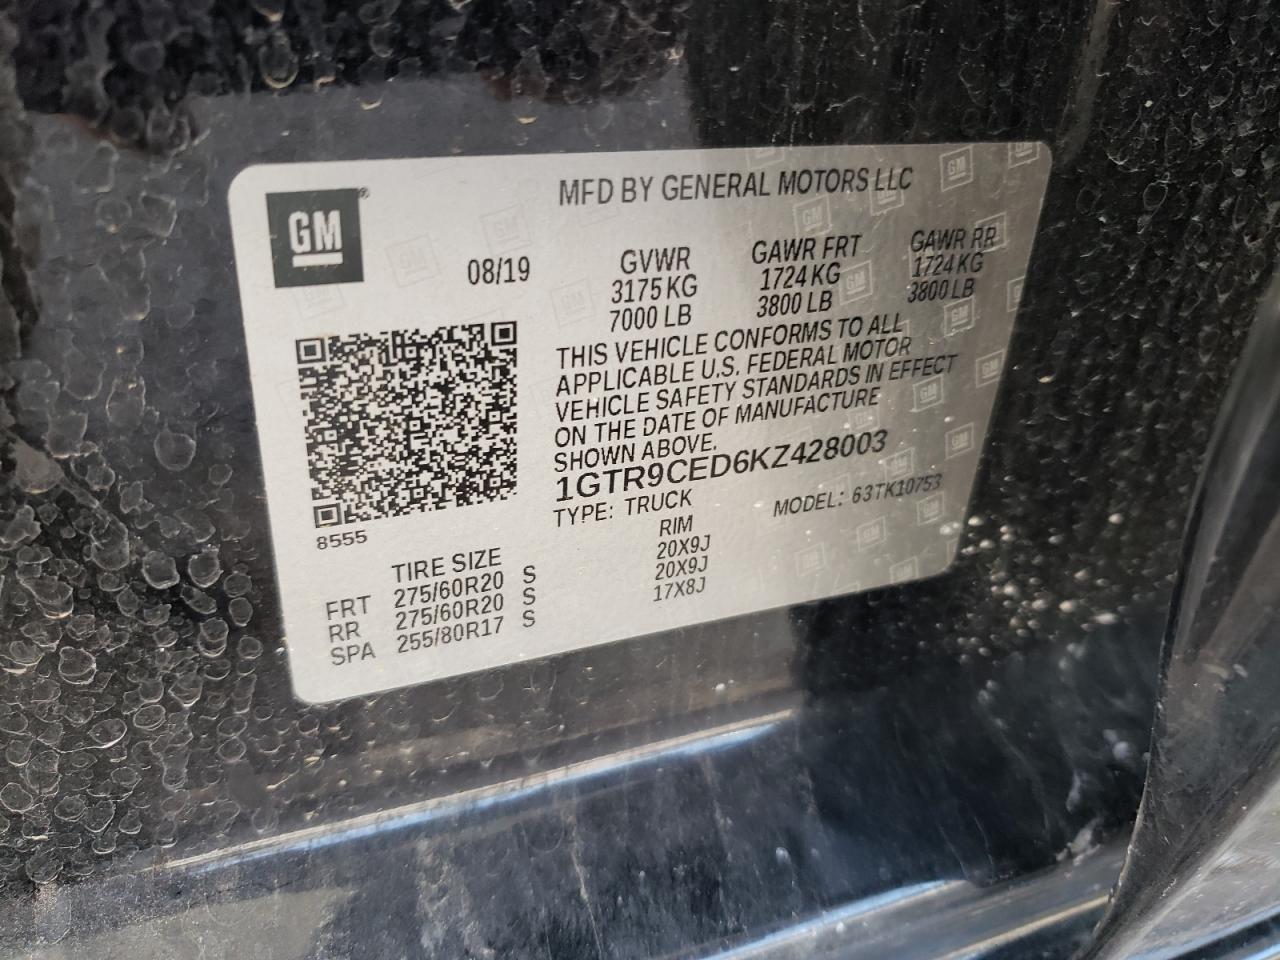 GM®
MFD BY GENERAL MOTORS LLC
08/19
GVWR GAWR FRT GAWR RR
3175 KG 1724 KG 1724 KG
7000 LB 3800 LB 3800 LB
THIS VEHICLE CONFORMS TO ALL
APPLICABLE U.S. FEDERAL MOTOR
VEHICLE SAFETY STANDARDS IN EFFECT
ON THE DATE OF MANUFACTURE
SHOWN ABOVE.
1GTR9CED6KZ428003
TYPE: TRUCK MODEL: 63TK10753
8555
TIRE SIZE RIM
FRT 275/60R20 S 20X9J
RR 275/60R20 S 20X9J
SPA 255/80R17 S 17X8J